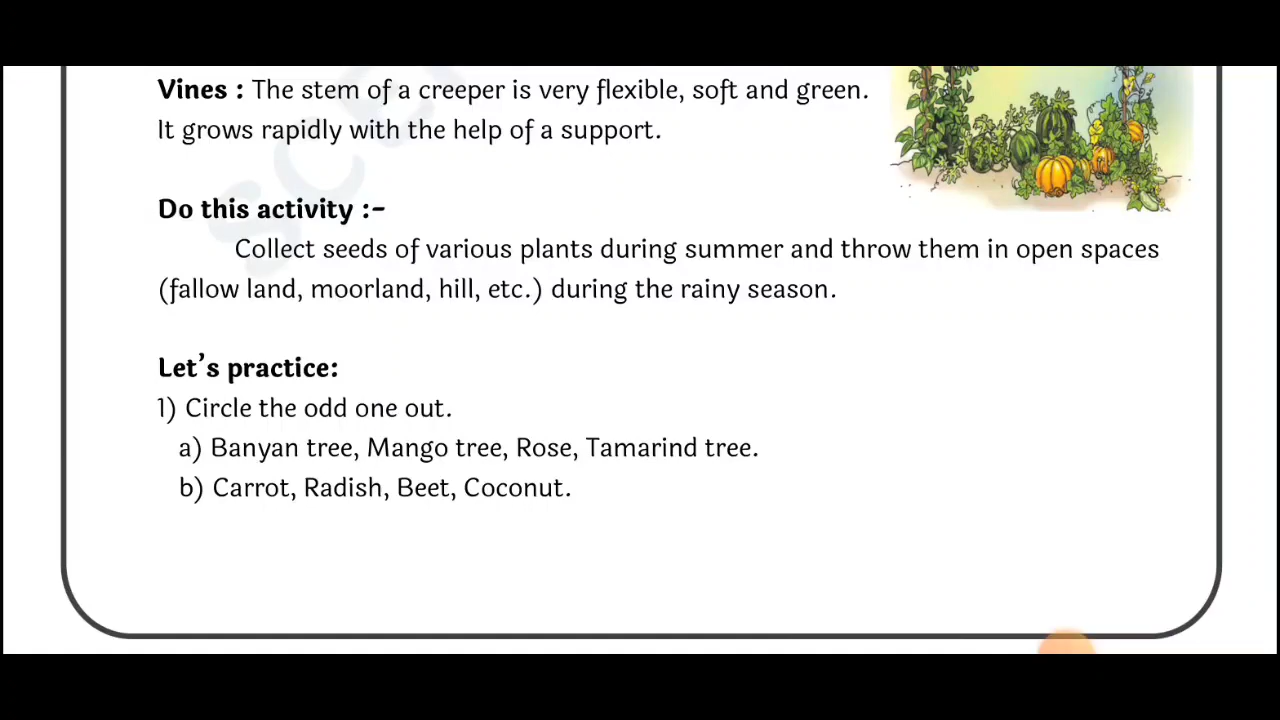 Vines : The stem of a creeper is very flexible, soft and green.
It grows rapidly with the help of a support.
Do this activity :-
Collect seeds of various plants during summer and throw them in open spaces
(fallow land, moorland, hill, etc.) during the rainy season.
Let's practice:
1) Circle the odd one out.
a) Banyan tree, Mango tree, Rose, Tamarind tree.
b) Carrot, Radish, Beet, Coconut.